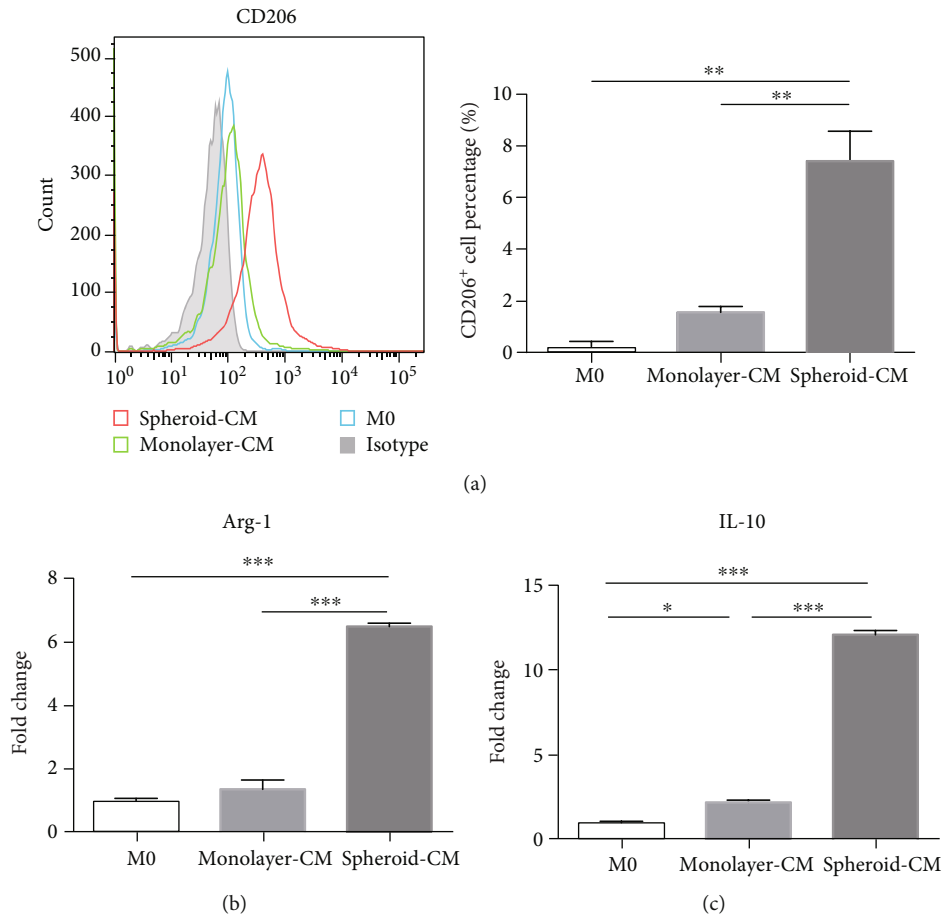 CD206
500
400
300
200
100
0
Count
10⁰ 10¹ 10² 10³ 10⁴ 10⁵
Spheroid-CM
M0
Monolayer-CM
Isotype
**
**
10
8
6
4
2
0
CD206⁺ cell percentage (%)
M0 Monolayer-CM Spheroid-CM
(a)
Arg-1
***
***
8
6
4
2
0
Fold change
M0 Monolayer-CM Spheroid-CM
(b)
IL-10
***
* ***
15
10
5
0
Fold change
M0 Monolayer-CM Spheroid-CM
(c)